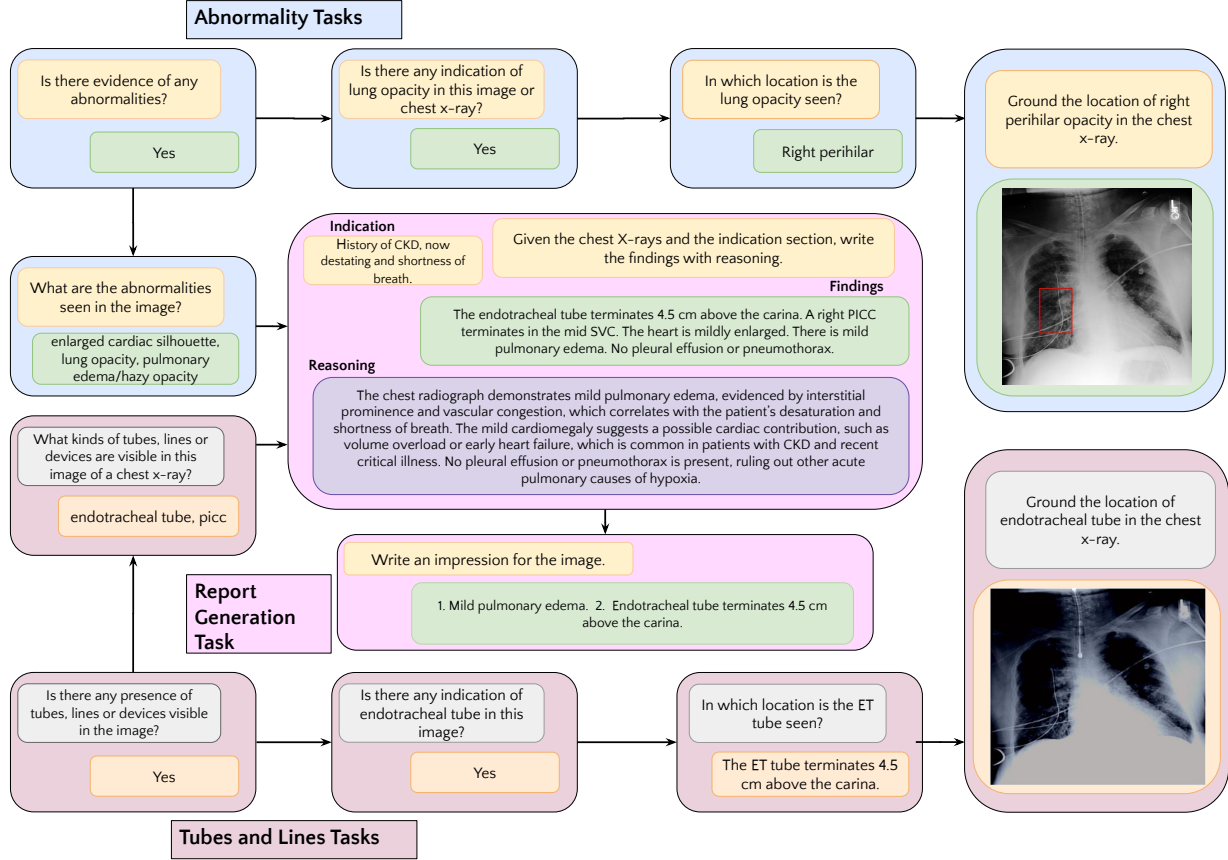 Abnormality Tasks
Is there evidence of any
abnormalities?
Yes
Is there any indication of
lung opacity in this image or
chest x-ray?
Yes
In which location is the
lung opacity seen?
Right perihilar
Ground the location of right
perihilar opacity in the chest
x-ray.
What are the abnormalities
seen in the image?
enlarged cardiac silhouette,
lung opacity, pulmonary
edema/hazy opacity
Indication
History of CKD, now
destating and shortness of
breath.
Given the chest X-rays and the indication section, write
the findings with reasoning.
Findings
The endotracheal tube terminates 4.5 cm above the carina. A right PICC
terminates in the mid SVC. The heart is mildly enlarged. There is mild
pulmonary edema. No pleural effusion or pneumothorax.
Reasoning
The chest radiograph demonstrates mild pulmonary edema, evidenced by interstitial
prominence and vascular congestion, which correlates with the patient's desaturation and
shortness of breath. The mild cardiomegaly suggests a possible cardiac contribution, such as
volume overload or early heart failure, which is common in patients with CKD and recent
critical illness. No pleural effusion or pneumothorax is present, ruling out other acute
pulmonary causes of hypoxia.
What kinds of tubes, lines or
devices are visible in this
image of a chest x-ray?
endotracheal tube, picc
Write an impression for the image.
1. Mild pulmonary edema. 2. Endotracheal tube terminates 4.5 cm
above the carina.
Report
Generation
Task
Is there any presence of
tubes, lines or devices visible
in the image?
Yes
Is there any indication of
endotracheal tube in this
image?
Yes
In which location is the ET
tube seen?
The ET tube terminates 4.5
cm above the carina.
Ground the location of
endotracheal tube in the chest
x-ray.
Tubes and Lines Tasks